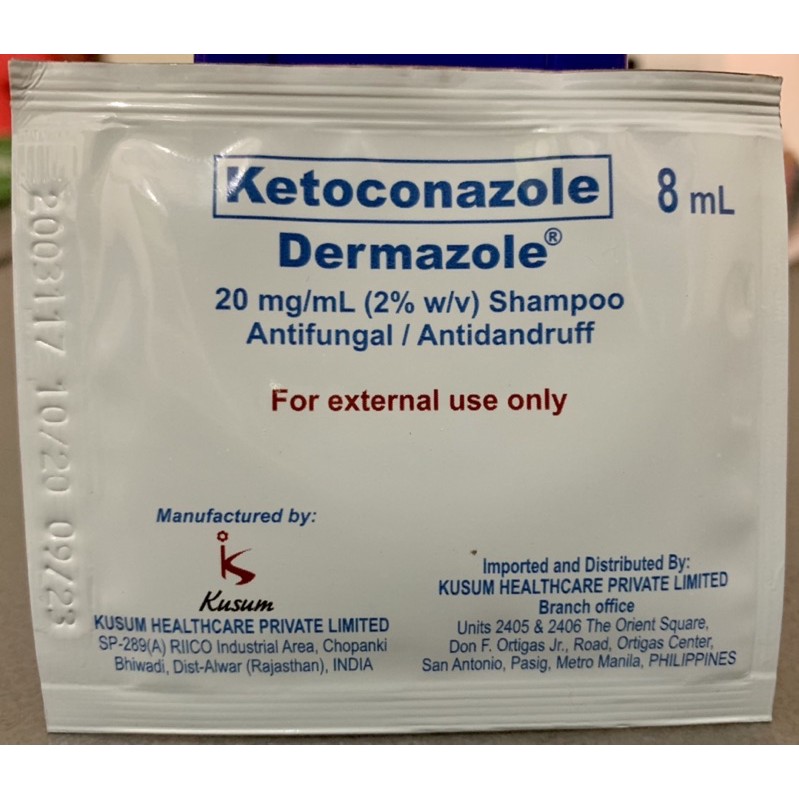 Ketoconazole
8 mL
Dermazole®
20 mg/mL (2% w/v) Shampoo
Antifungal / Antidandruff
For external use only
2003117 10/20 09/23
Manufactured by:
Kusum
KUSUM HEALTHCARE PRIVATE LIMITED
SP-289(A) RIICO Industrial Area, Chopanki
Bhiwadi, Dist-Alwar (Rajasthan), INDIA
Imported and Distributed By:
KUSUM HEALTHCARE PRIVATE LIMITED
Branch office
Units 2405 & 2406 The Orient Square,
Don F. Ortigas Jr., Road, Ortigas Center,
San Antonio, Pasig, Metro Manila, PHILIPPINES